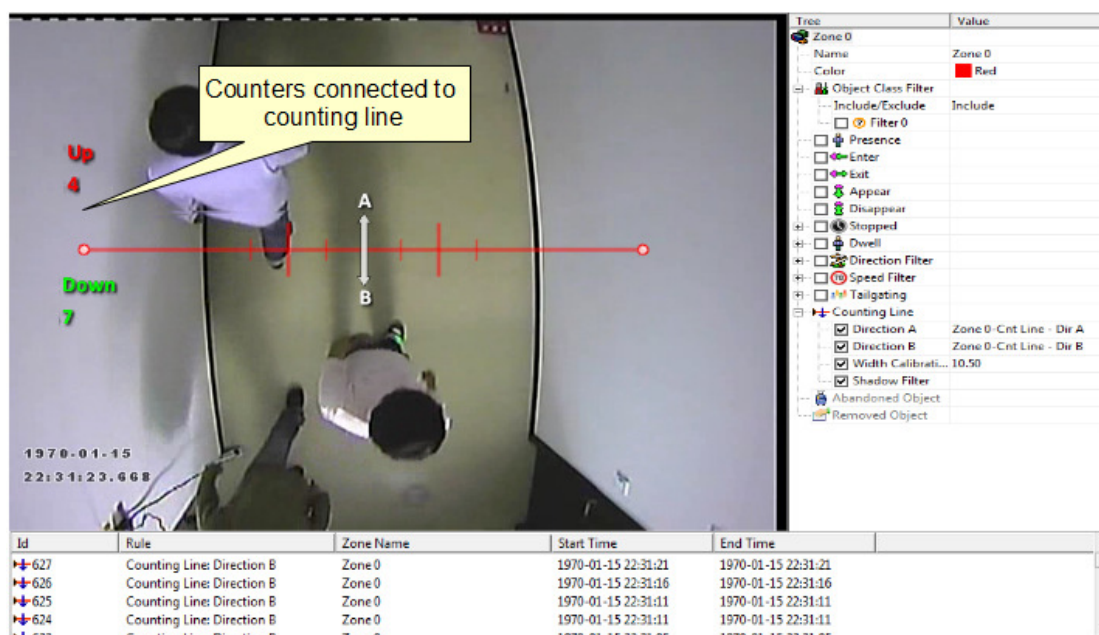 Counters connected to
counting line
Up
4
A
B
Down
7
1970-01-15
22:31:23.668
Tree Value
Zone 0
Name Zone 0
Color Red
Object Class Filter
Include/Exclude Include
Filter 0
Presence
Enter
Exit
Appear
Disappear
Stopped
Dwell
Direction Filter
Speed Filter
Tailgating
Counting Line
Direction A Zone 0-Cnt Line - Dir A
Direction B Zone 0-Cnt Line - Dir B
Width Calibrati... 10.50
Shadow Filter
Abandoned Object
Removed Object
Id Rule Zone Name Start Time End Time
627 Counting Line: Direction B Zone 0 1970-01-15 22:31:21 1970-01-15 22:31:21
626 Counting Line: Direction B Zone 0 1970-01-15 22:31:16 1970-01-15 22:31:16
625 Counting Line: Direction B Zone 0 1970-01-15 22:31:11 1970-01-15 22:31:11
624 Counting Line: Direction B Zone 0 1970-01-15 22:31:11 1970-01-15 22:31:11